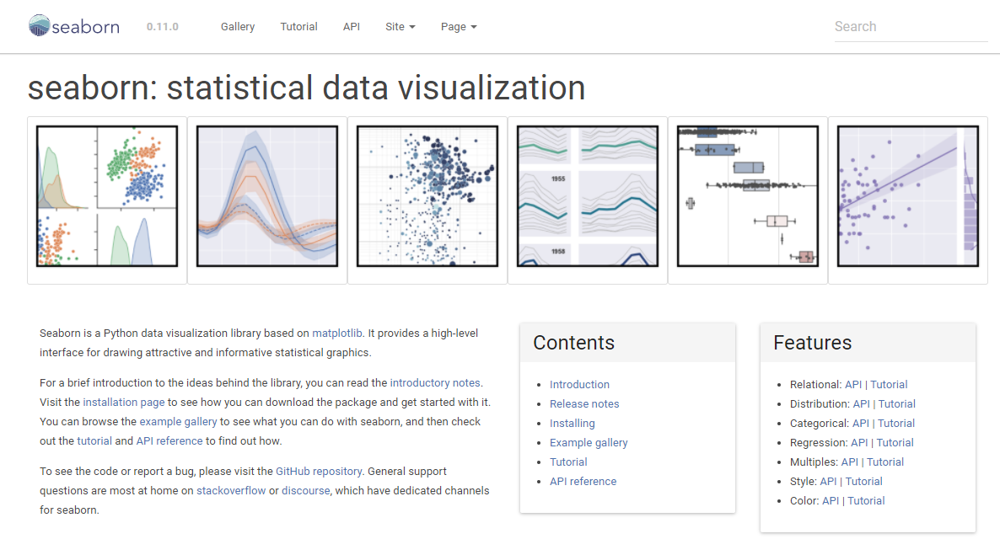 seaborn 0.11.0 Gallery Tutorial API Site Page Search
seaborn: statistical data visualization
1955
1958
Seaborn is a Python data visualization library based on matplotlib. It provides a high-level
interface for drawing attractive and informative statistical graphics.
For a brief introduction to the ideas behind the library, you can read the introductory notes.
Visit the installation page to see how you can download the package and get started with it.
You can browse the example gallery to see what you can do with seaborn, and then check
out the tutorial and API reference to find out how.
To see the code or report a bug, please visit the GitHub repository. General support
questions are most at home on stackoverflow or discourse, which have dedicated channels
for seaborn.
Contents
Introduction
Release notes
Installing
Example gallery
Tutorial
API reference
Features
Relational: API | Tutorial
Distribution: API | Tutorial
Categorical: API | Tutorial
Regression: API | Tutorial
Multiples: API | Tutorial
Style: API | Tutorial
Color: API | Tutorial